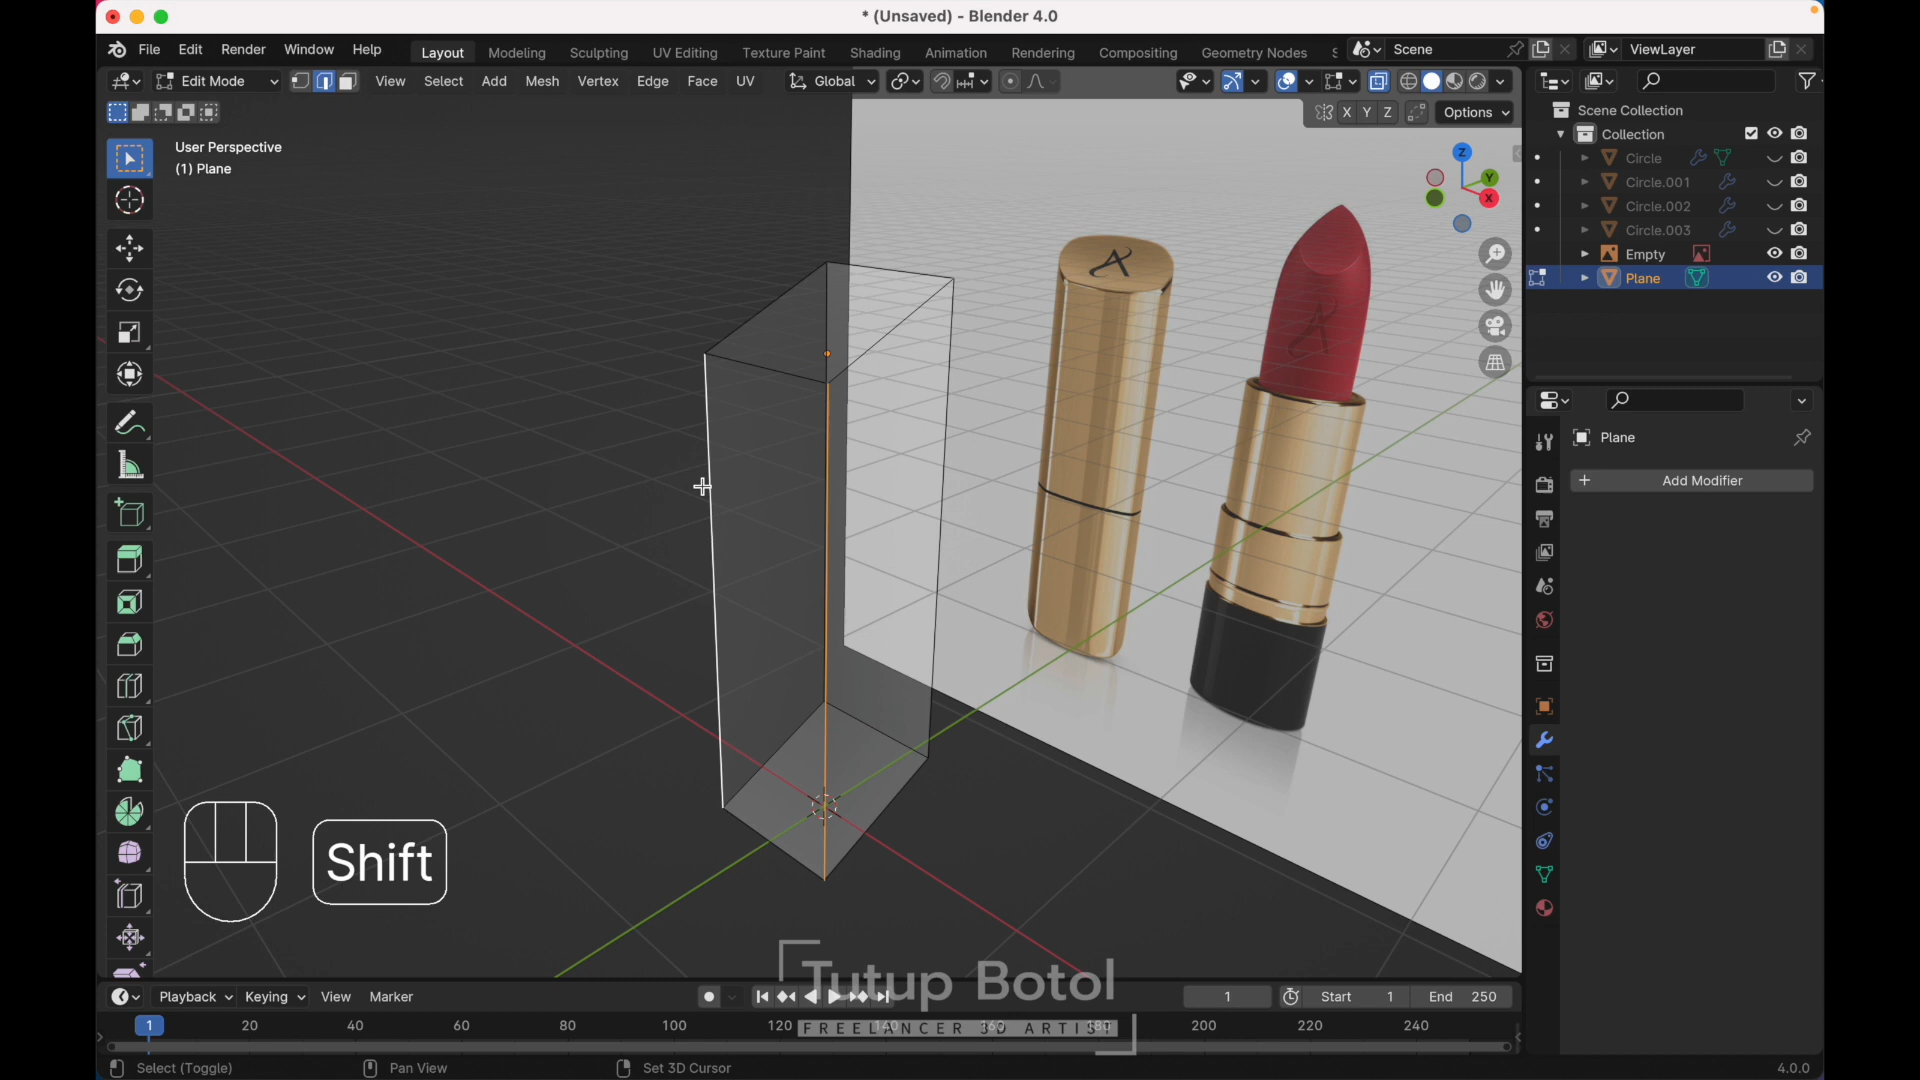 * (Unsaved) - Blender 4.0
File Edit Render Window Help Layout Modeling Sculpting UV Editing Texture Paint Shading Animation Rendering Compositing Geometry Nodes S Scene ViewLayer
Edit Mode View Select Add Mesh Vertex Edge Face UV Global
X Y Z Options
User Perspective
(1) Plane
Z
Y
X
Scene Collection
Collection
Circle
Circle.001
Circle.002
Circle.003
Empty
Plane
Plane
+ Add Modifier
Shift
Tutup Botol
FREELANCER 3D ARTIST
Playback Keying View Marker 1 Start 1 End 250
1 20 40 60 80 100 120 140 160 180 200 220 240
Select (Toggle) Pan View Set 3D Cursor 4.0.0